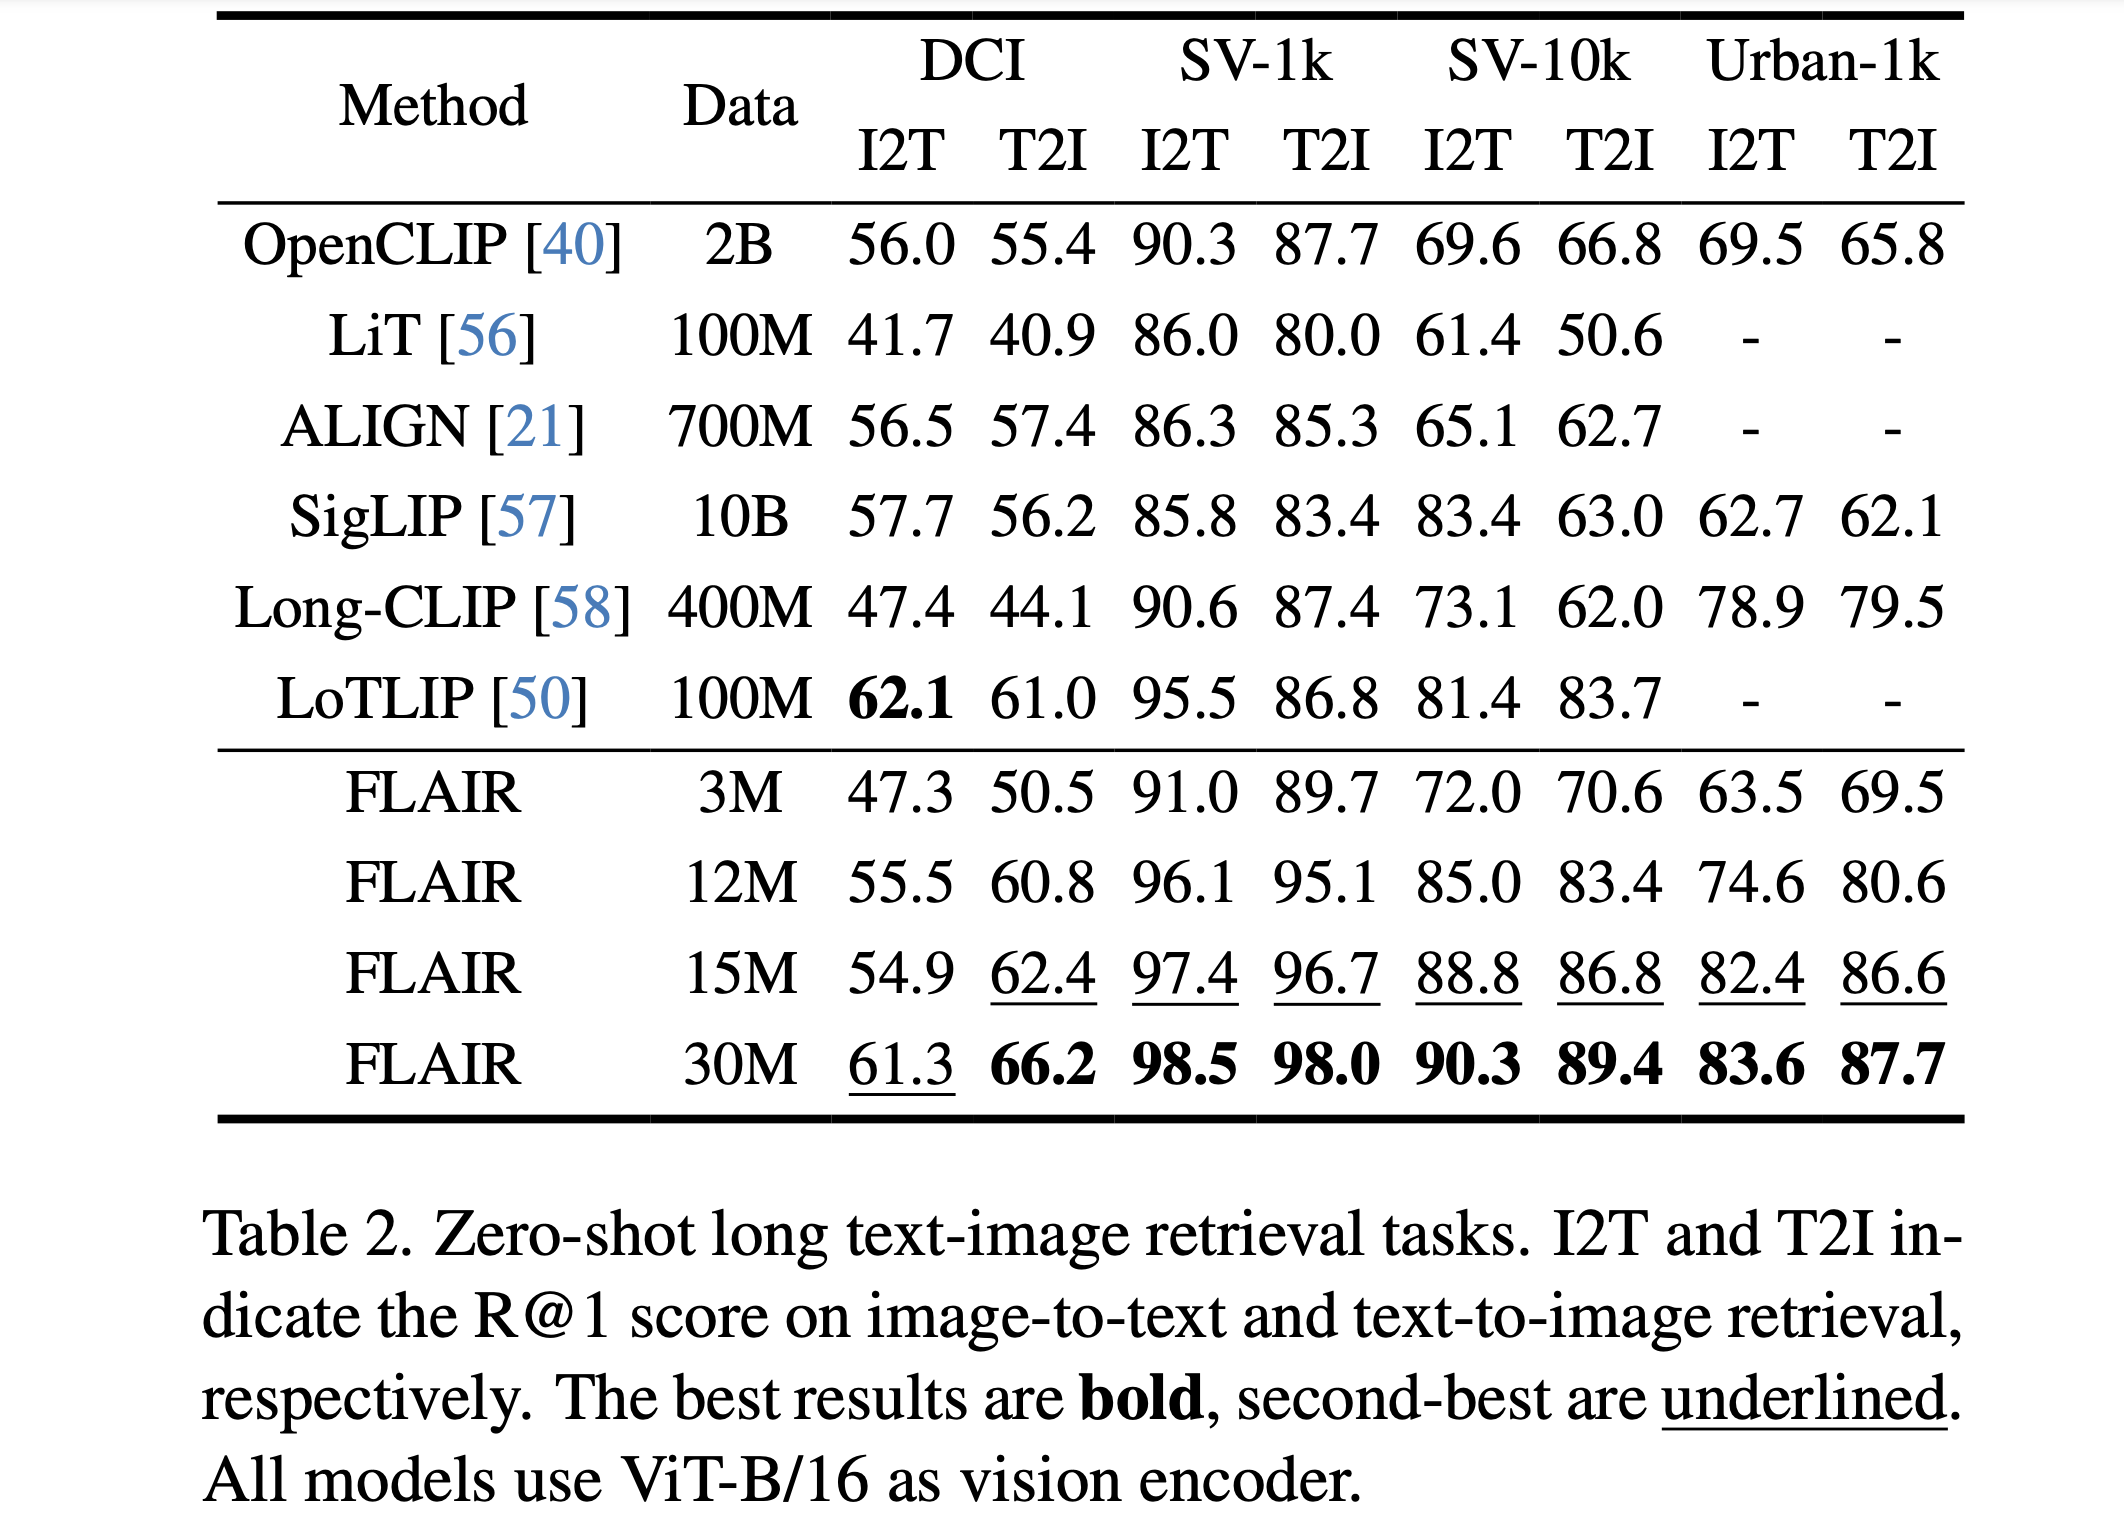 DCI SV-1k SV-10k Urban-1k
Method Data
I2T T2I I2T T2I I2T T2I I2T T2I
OpenCLIP [40] 2B 56.0 55.4 90.3 87.7 69.6 66.8 69.5 65.8
LiT [56] 100M 41.7 40.9 86.0 80.0 61.4 50.6 - -
ALIGN [21] 700M 56.5 57.4 86.3 85.3 65.1 62.7 - -
SigLIP [57] 10B 57.7 56.2 85.8 83.4 83.4 63.0 62.7 62.1
Long-CLIP [58] 400M 47.4 44.1 90.6 87.4 73.1 62.0 78.9 79.5
LoTLIP [50] 100M 62.1 61.0 95.5 86.8 81.4 83.7 - -
FLAIR 3M 47.3 50.5 91.0 89.7 72.0 70.6 63.5 69.5
FLAIR 12M 55.5 60.8 96.1 95.1 85.0 83.4 74.6 80.6
FLAIR 15M 54.9 62.4 97.4 96.7 88.8 86.8 82.4 86.6
FLAIR 30M 61.3 66.2 98.5 98.0 90.3 89.4 83.6 87.7
Table 2. Zero-shot long text-image retrieval tasks. I2T and T2I in-
dicate the R@1 score on image-to-text and text-to-image retrieval,
respectively. The best results are bold, second-best are underlined.
All models use ViT-B/16 as vision encoder.